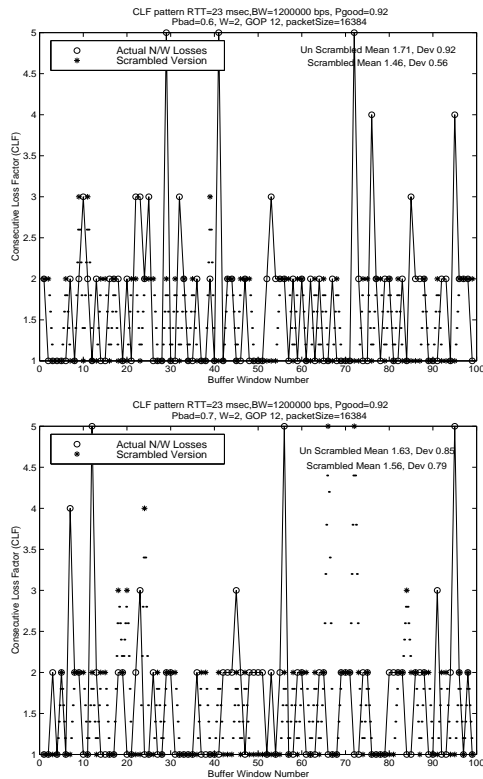 CLF pattern RTT=23 msec,BW=1200000 bps, Pgood=0.92
Pbad=0.6, W=2, GOP 12, packetSize=16384
Actual N/W Losses
Scrambled Version
Un Scrambled Mean 1.71, Dev 0.92
Scrambled Mean 1.46, Dev 0.56
Consecutive Loss Factor (CLF)
5
4.5
4
3.5
3
2.5
2
1.5
1
0 10 20 30 40 50 60 70 80 90 100
Buffer Window Number
CLF pattern RTT=23 msec,BW=1200000 bps, Pgood=0.92
Pbad=0.7, W=2, GOP 12, packetSize=16384
Actual N/W Losses
Scrambled Version
Un Scrambled Mean 1.63, Dev 0.85
Scrambled Mean 1.56, Dev 0.79
Consecutive Loss Factor (CLF)
5
4.5
4
3.5
3
2.5
2
1.5
1
0 10 20 30 40 50 60 70 80 90 100
Buffer Window Number